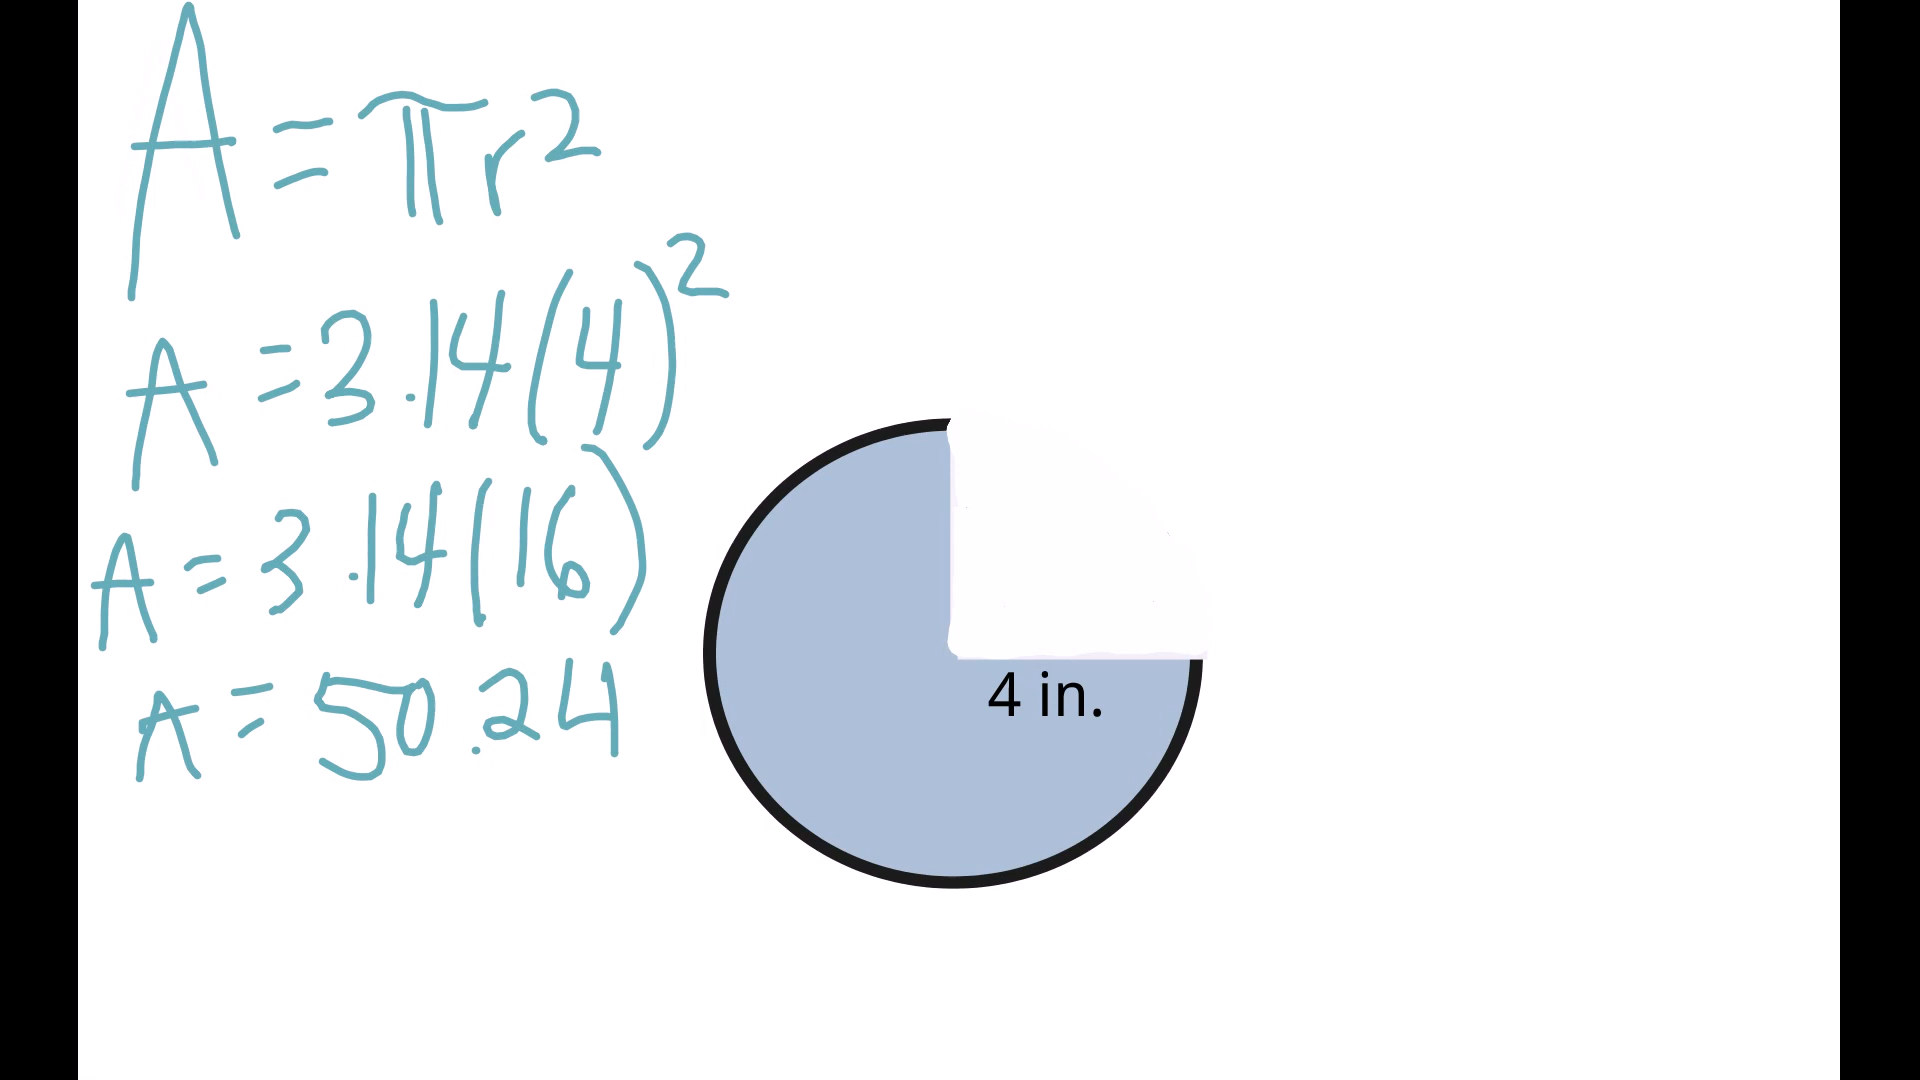 A = πr²
A = 3.14(4)²
A = 3.14(16)
A = 50.24
4 in.